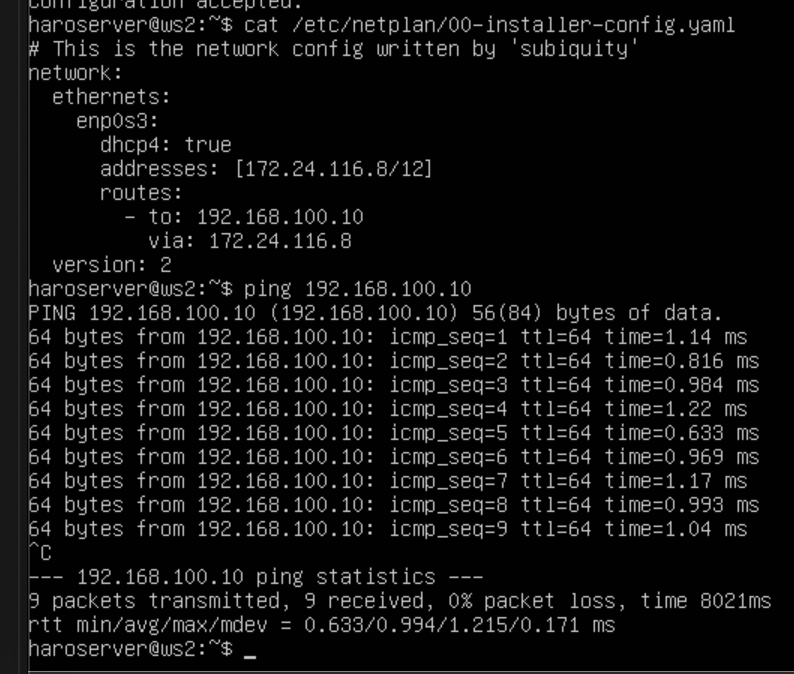 configuration accepted.
haroserver@ws2:~$ cat /etc/netplan/00-installer-config.yaml
# This is the network config written by 'subiquity'
network:
  ethernets:
    enp0s3:
      dhcp4: true
      addresses: [172.24.116.8/12]
      routes:
        - to: 192.168.100.10
          via: 172.24.116.8
  version: 2
haroserver@ws2:~$ ping 192.168.100.10
PING 192.168.100.10 (192.168.100.10) 56(84) bytes of data.
64 bytes from 192.168.100.10: icmp_seq=1 ttl=64 time=1.14 ms
64 bytes from 192.168.100.10: icmp_seq=2 ttl=64 time=0.816 ms
64 bytes from 192.168.100.10: icmp_seq=3 ttl=64 time=0.984 ms
64 bytes from 192.168.100.10: icmp_seq=4 ttl=64 time=1.22 ms
64 bytes from 192.168.100.10: icmp_seq=5 ttl=64 time=0.633 ms
64 bytes from 192.168.100.10: icmp_seq=6 ttl=64 time=0.969 ms
64 bytes from 192.168.100.10: icmp_seq=7 ttl=64 time=1.17 ms
64 bytes from 192.168.100.10: icmp_seq=8 ttl=64 time=0.993 ms
64 bytes from 192.168.100.10: icmp_seq=9 ttl=64 time=1.04 ms
^C
--- 192.168.100.10 ping statistics ---
9 packets transmitted, 9 received, 0% packet loss, time 8021ms
rtt min/avg/max/mdev = 0.633/0.994/1.215/0.171 ms
haroserver@ws2:~$ _